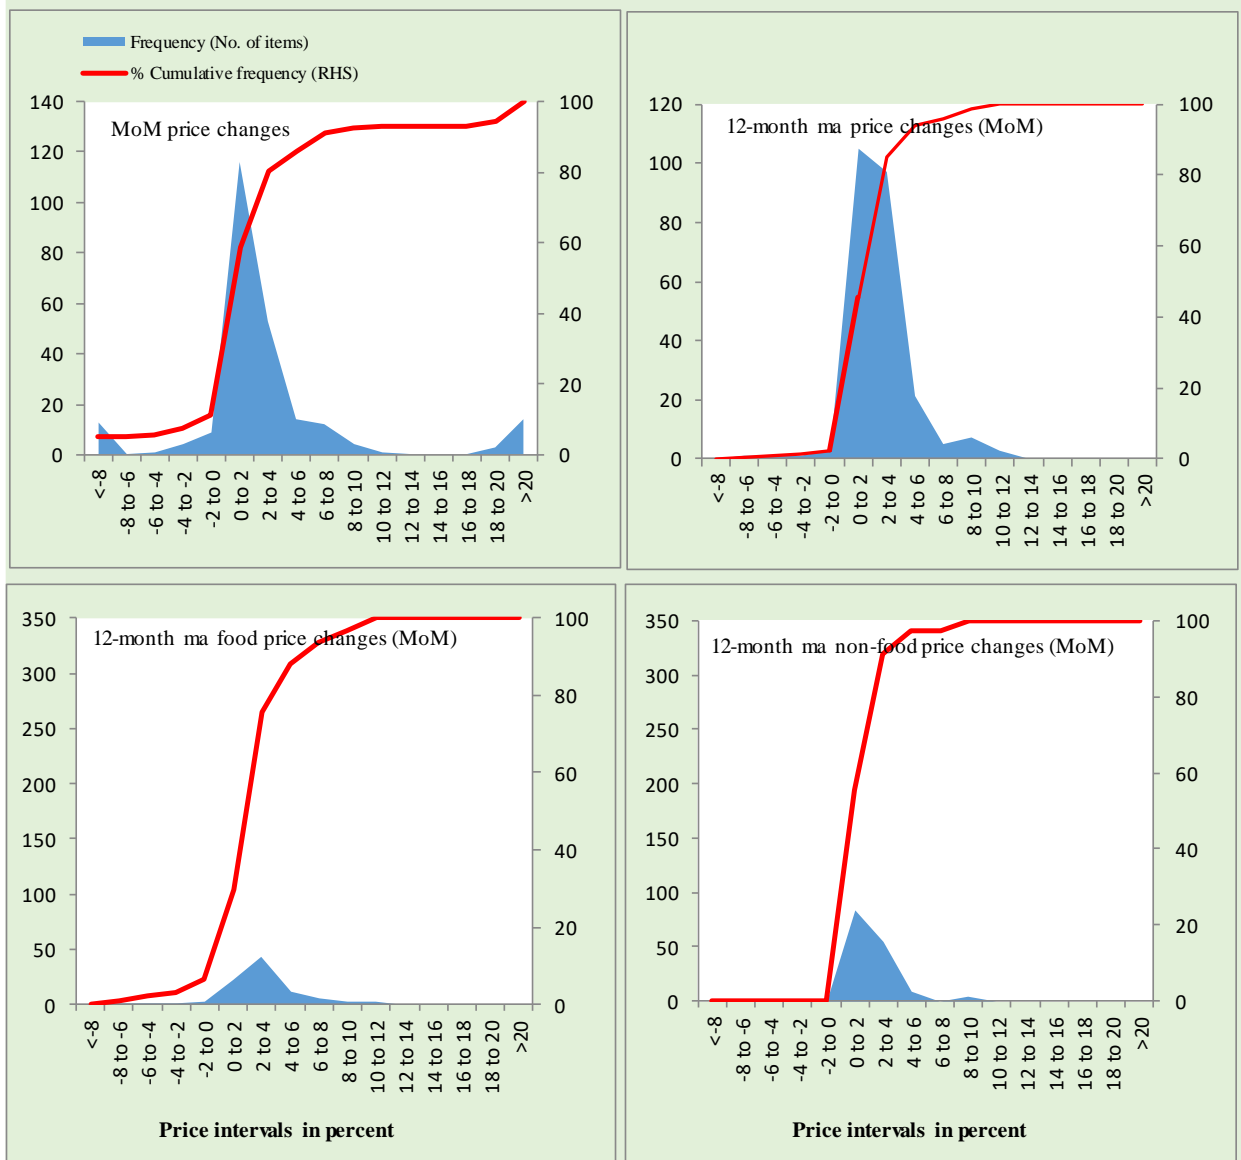 Frequency (No. of items)
% Cumulative frequency (RHS)
MoM price changes
140
120
100
80
60
40
20
0
100
80
60
40
20
0
<-8
-8 to -6
-6 to -4
-4 to -2
-2 to 0
0 to 2
2 to 4
4 to 6
6 to 8
8 to 10
10 to 12
12 to 14
14 to 16
16 to 18
18 to 20
>20
12-month ma price changes (MoM)
120
100
80
60
40
20
0
100
80
60
40
20
0
<-8
-8 to -6
-6 to -4
-4 to -2
-2 to 0
0 to 2
2 to 4
4 to 6
6 to 8
8 to 10
10 to 12
12 to 14
14 to 16
16 to 18
18 to 20
>20
12-month ma food price changes (MoM)
350
300
250
200
150
100
50
0
100
80
60
40
20
0
<-8
-8 to -6
-6 to -4
-4 to -2
-2 to 0
0 to 2
2 to 4
4 to 6
6 to 8
8 to 10
10 to 12
12 to 14
14 to 16
16 to 18
18 to 20
>20
Price intervals in percent
12-month ma non-food price changes (MoM)
350
300
250
200
150
100
50
0
100
80
60
40
20
0
<-8
-8 to -6
-6 to -4
-4 to -2
-2 to 0
0 to 2
2 to 4
4 to 6
6 to 8
8 to 10
10 to 12
12 to 14
14 to 16
16 to 18
18 to 20
>20
Price intervals in percent